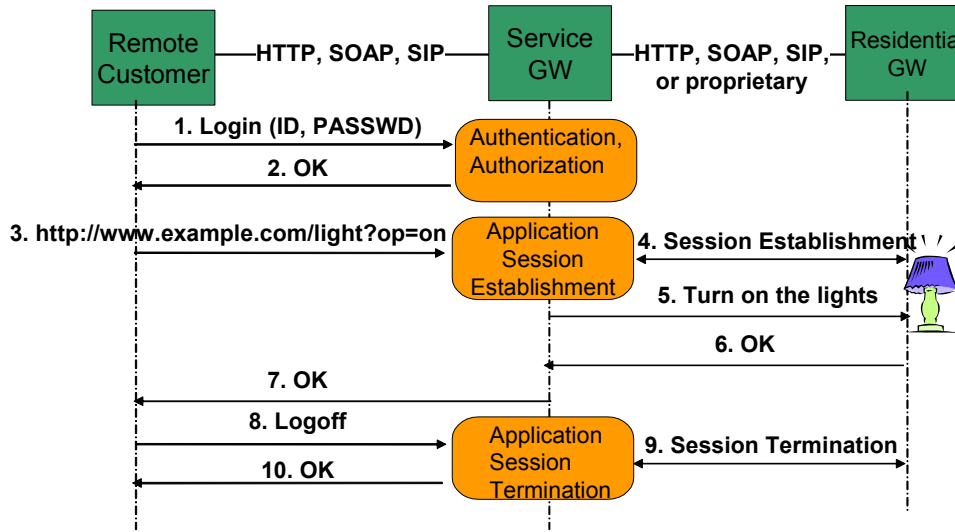 Remote
Customer
HTTP, SOAP, SIP
Service
GW
HTTP, SOAP, SIP,
or proprietary
Residential
GW
1. Login (ID, PASSWD)
Authentication,
Authorization
2. OK
3. http://www.example.com/light?op=on
Application
Session
Establishment
4. Session Establishment
5. Turn on the lights
6. OK
7. OK
8. Logoff
Application
Session
Termination
9. Session Termination
10. OK